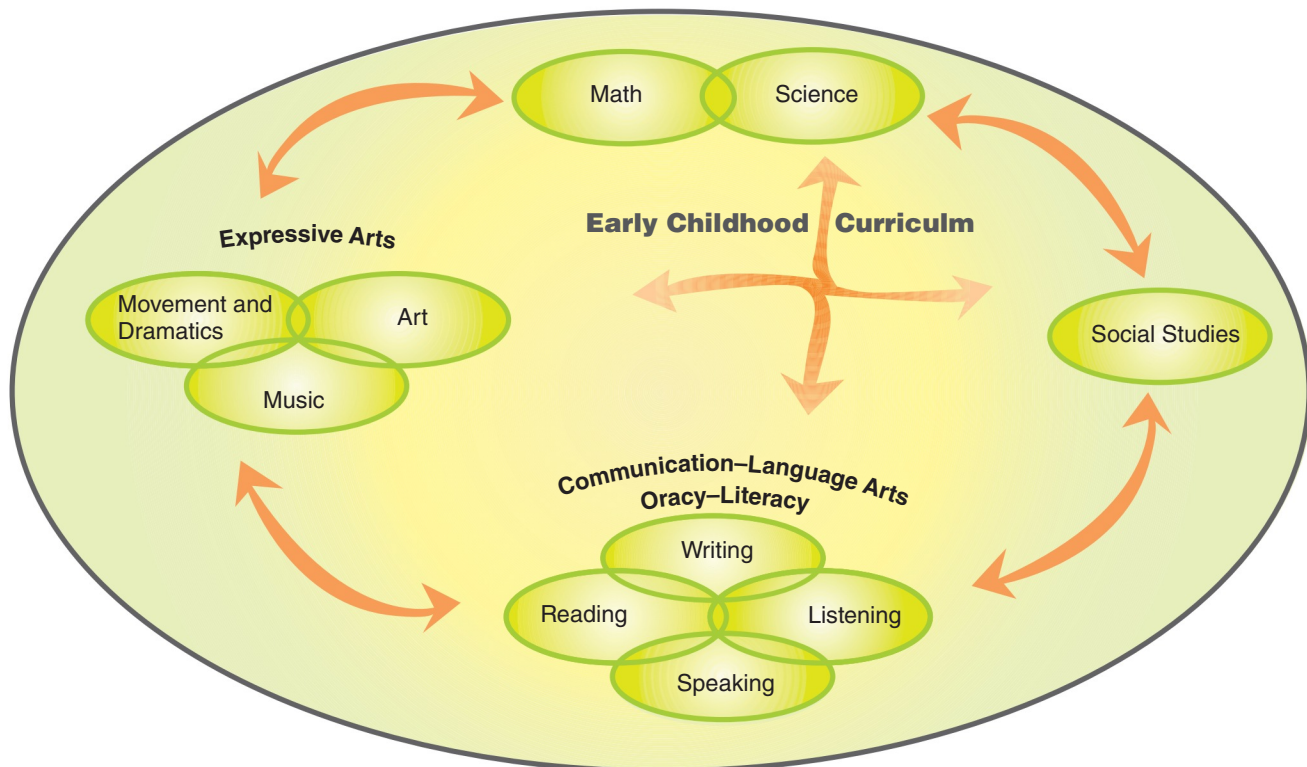 Math
Science
Early Childhood Curriculm
Expressive Arts
Movement and
Dramatics
Art
Music
Social Studies
Communication–Language Arts
Oracy–Literacy
Writing
Reading
Listening
Speaking